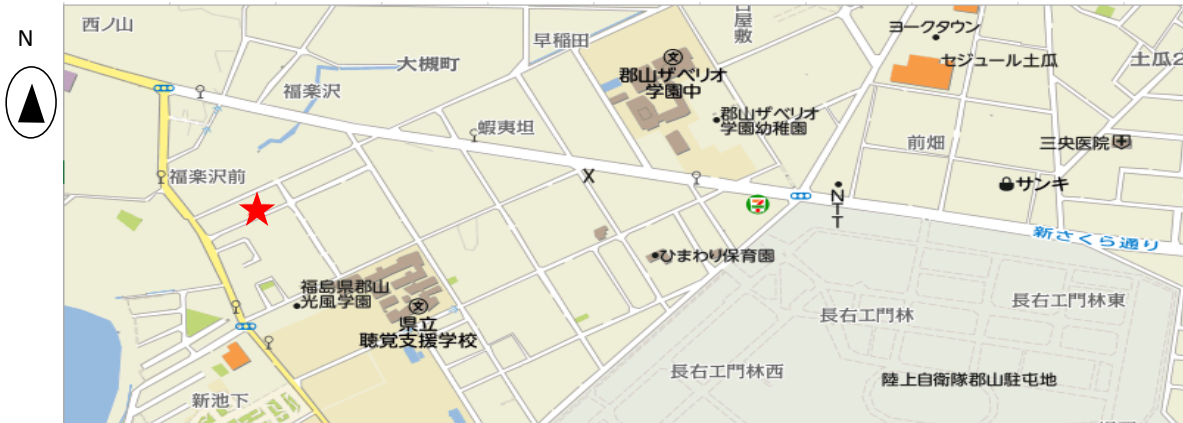 N
西ノ山
大槻町
福楽沢
早稲田
屋敷
ヨークタウン
セジュール土瓜
土瓜2
郡山ザベリオ
学園中
郡山ザベリオ
学園幼稚園
蝦夷坦
前畑
三央医院
福楽沢前
X
サンキ
7
NTT
新さくら通り
ひまわり保育園
福島県郡山
光風学園
文
県立
聴覚支援学校
文
長右エ門林東
長右エ門林
長右エ門林西
陸上自衛隊郡山駐屯地
新池下